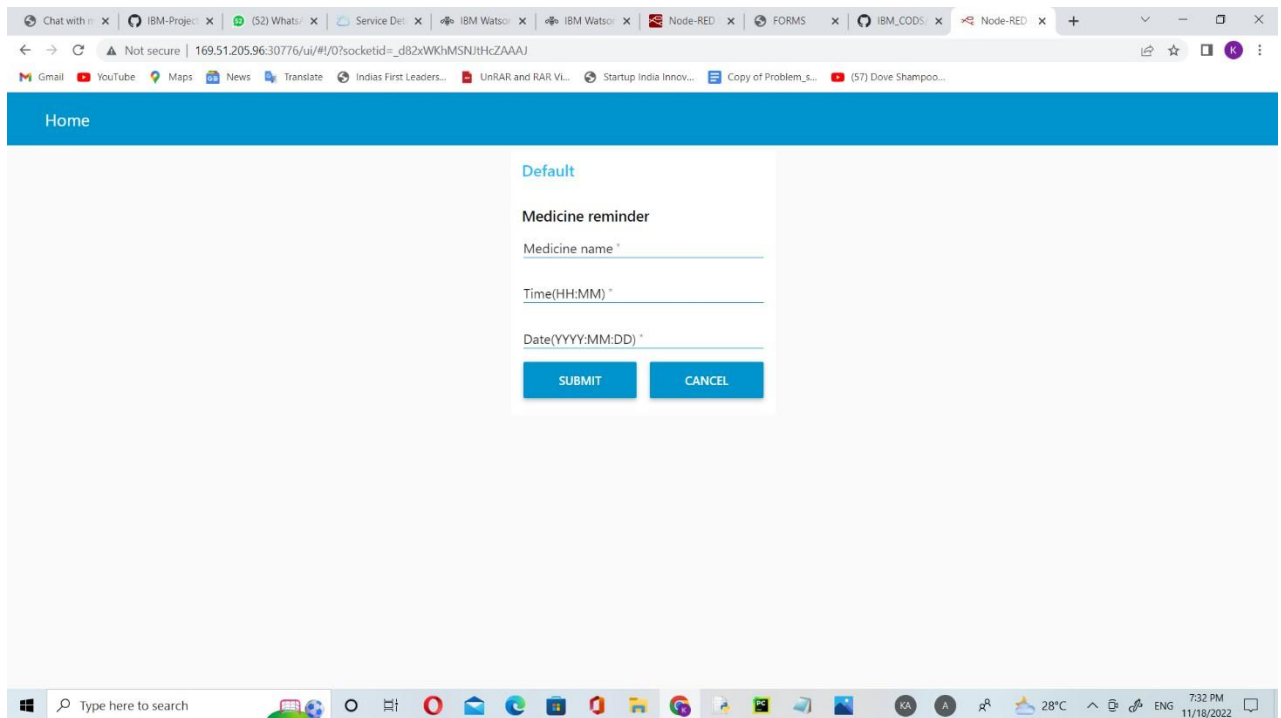 Chat with n IBM-Project (52) Whats Service Det IBM Watson IBM Watson Node-RED FORMS IBM_CODS Node-RED
Not secure 169.51.205.96:30776/ui/#!/0?socketid=_d82xWKhMSNJtHcZAAAJ K
Gmail YouTube Maps News Translate Indias First Leaders... UnRAR and RAR Vi... Startup India Innov... Copy of Problem_s... (57) Dove Shampoo...
Home
Default
Medicine reminder
Medicine name *
Time(HH:MM) *
Date(YYYY:MM:DD) *
SUBMIT CANCEL
Type here to search KA A 28°C ENG 7:32 PM
11/18/2022